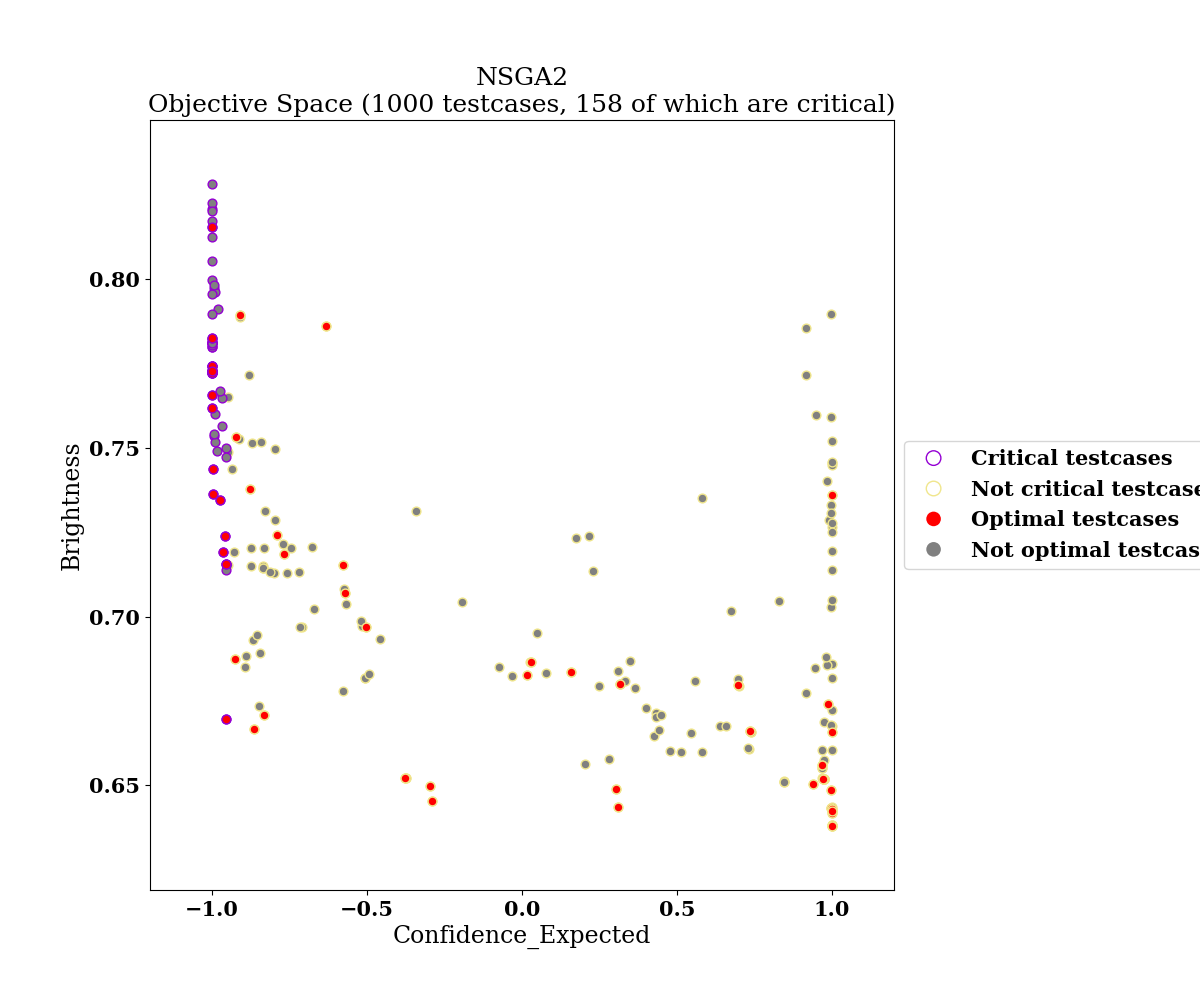 NSGA2
Objective Space (1000 testcases, 158 of which are critical)
0.80
0.75
0.70
0.65
Brightness
−1.0
−0.5
0.0
0.5
1.0
Confidence_Expected
Critical testcases
Not critical testcase
Optimal testcases
Not optimal testcas